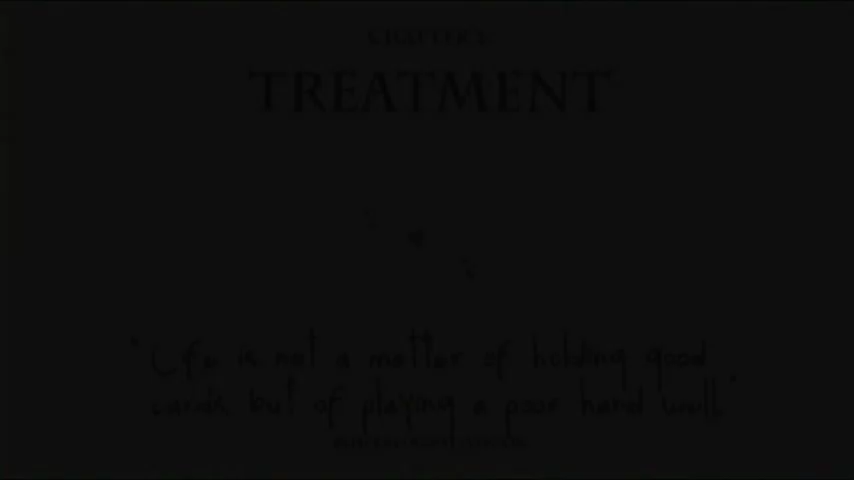 TREATMENT
"Life is not a matter of holding good
cards, but of playing a poor hand well."